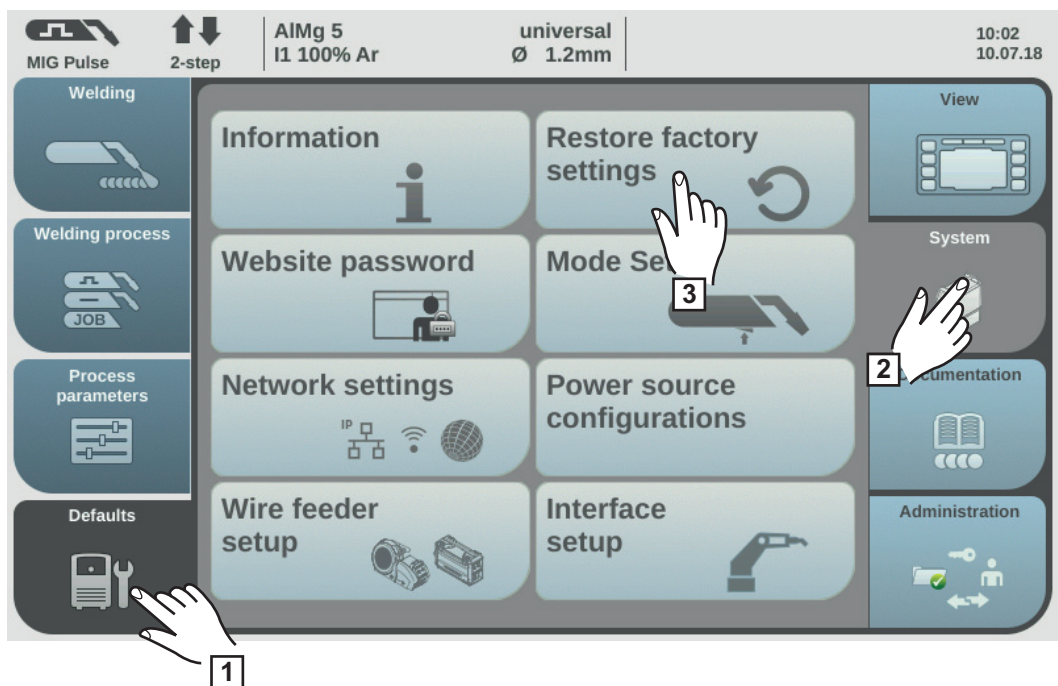 MIG Pulse
2-step
AlMg 5
I1 100% Ar
universal
Ø 1.2mm
10:02
10.07.18
Welding
Welding process
JOB
Process
parameters
Defaults
1
Information
Restore factory
settings
3
Website password
Mode Se
Network settings
IP
Power source
configurations
Wire feeder
setup
Interface
setup
View
System
2
cumentation
Administration